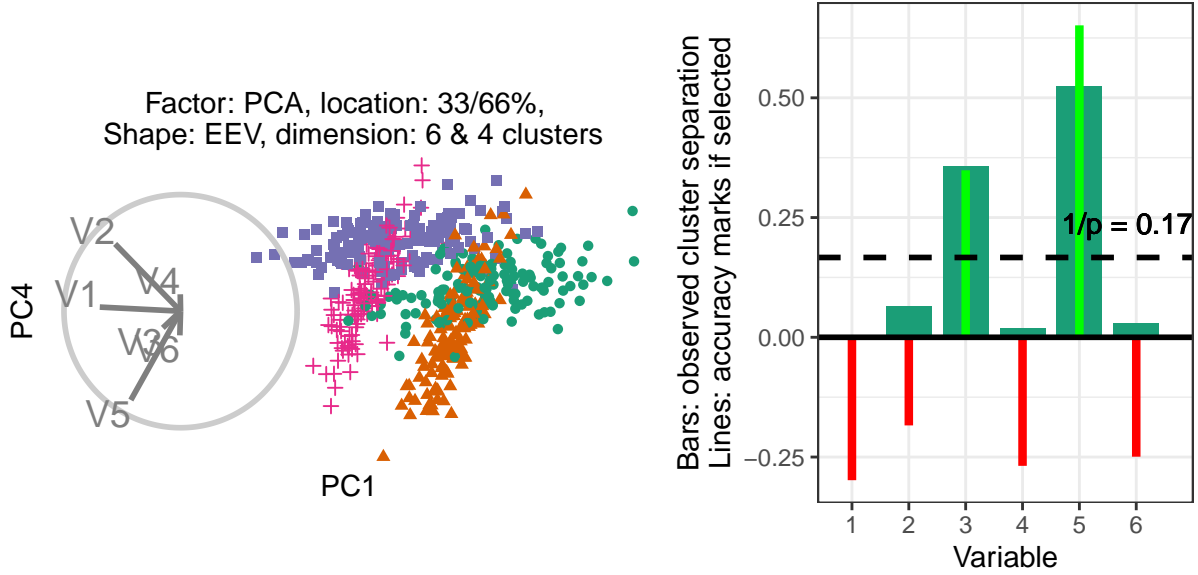 Factor: PCA, location: 33/66%,
Shape: EEV, dimension: 6 & 4 clusters
PC4
V2
V4
V1
V3
V6
V5
PC1
Bars: observed cluster separation
Lines: accuracy marks if selected
0.50
0.25
0.00
−0.25
1/p = 0.17
1
2
3
4
5
6
Variable